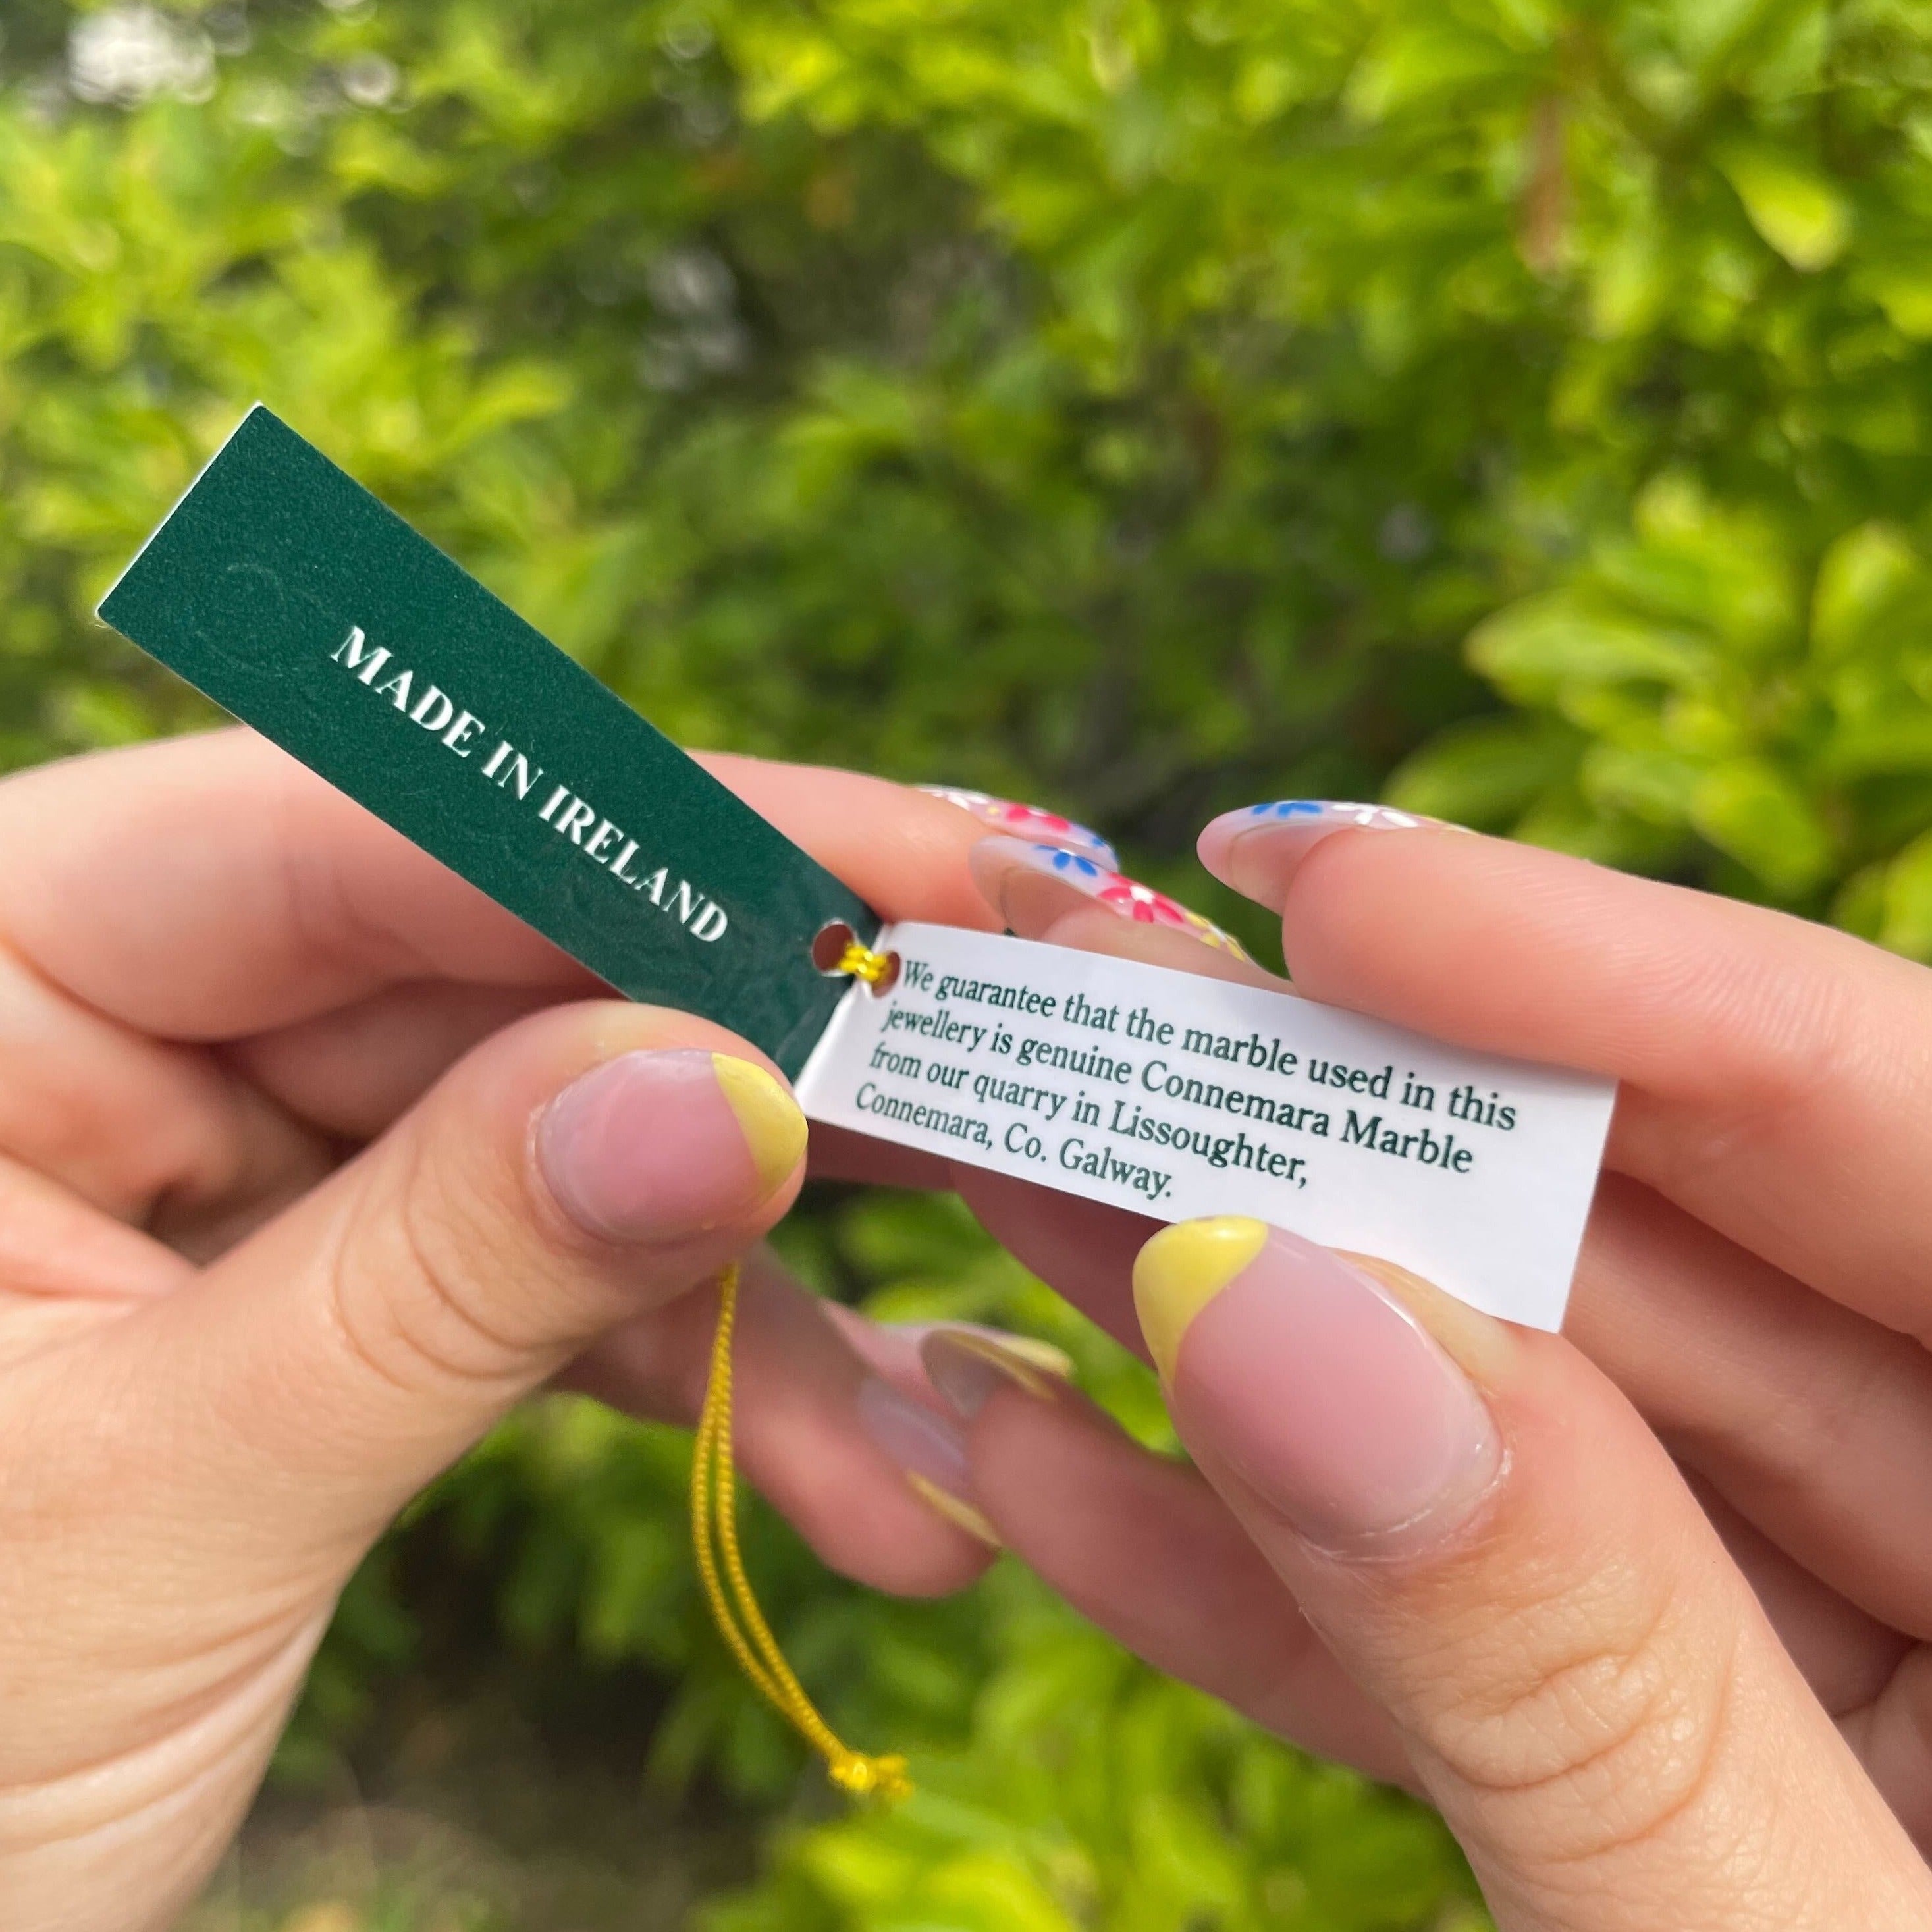 MADE IN IRELAND
We guarantee that the marble used in this
jewellery is genuine Connemara Marble
from our quarry in Lissoughter,
Connemara, Co. Galway.